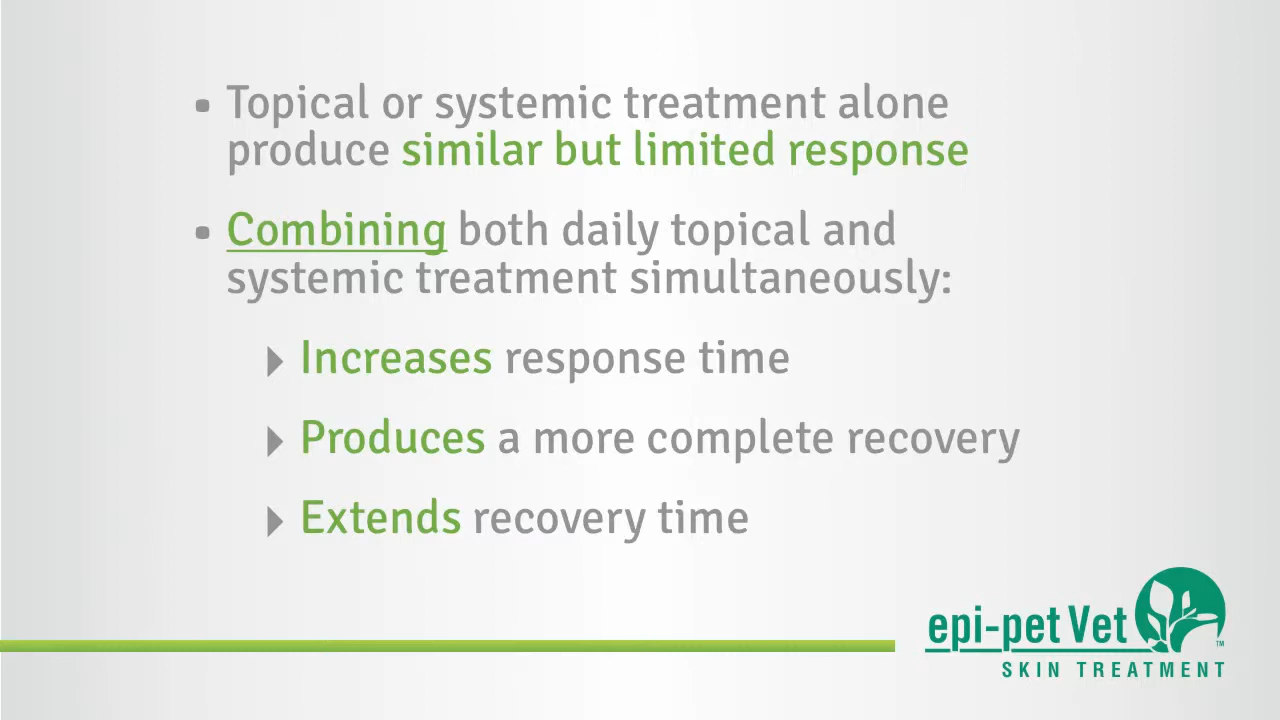 • Topical or systemic treatment alone
produce similar but limited response
• Combining both daily topical and
systemic treatment simultaneously:
Increases response time
Produces a more complete recovery
Extends recovery time
epi-pet Vet
TM
SKIN TREATMENT